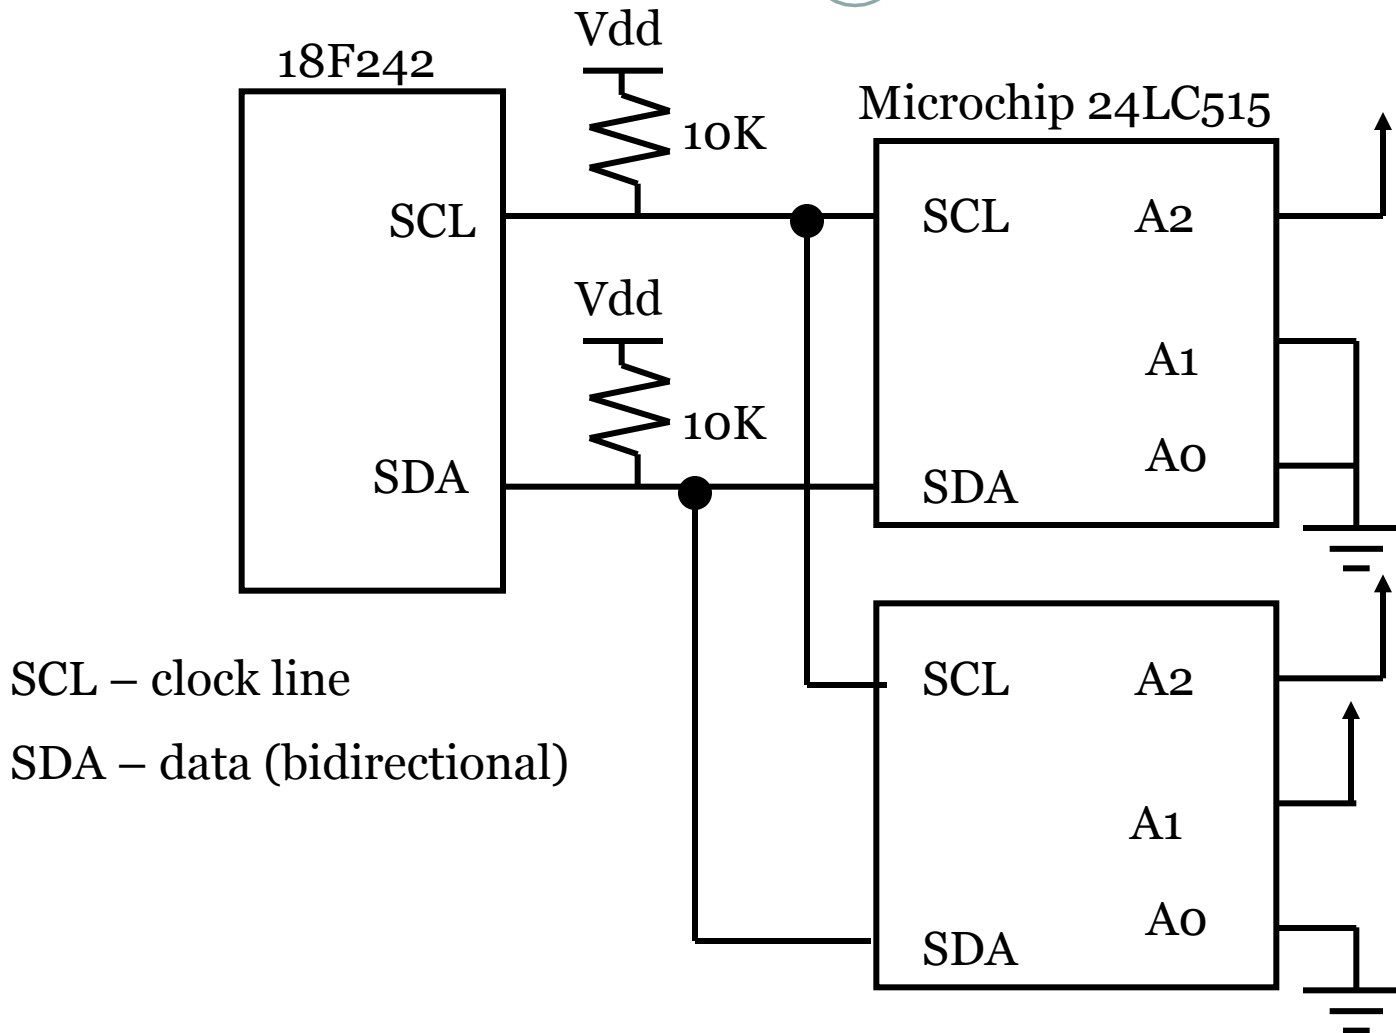 18F242
Vdd
10K
Microchip 24LC515
SCL
SCL
A2
Vdd
10K
A1
A0
SDA
SDA
SCL – clock line
SDA – data (bidirectional)
SCL
A2
A1
A0
SDA